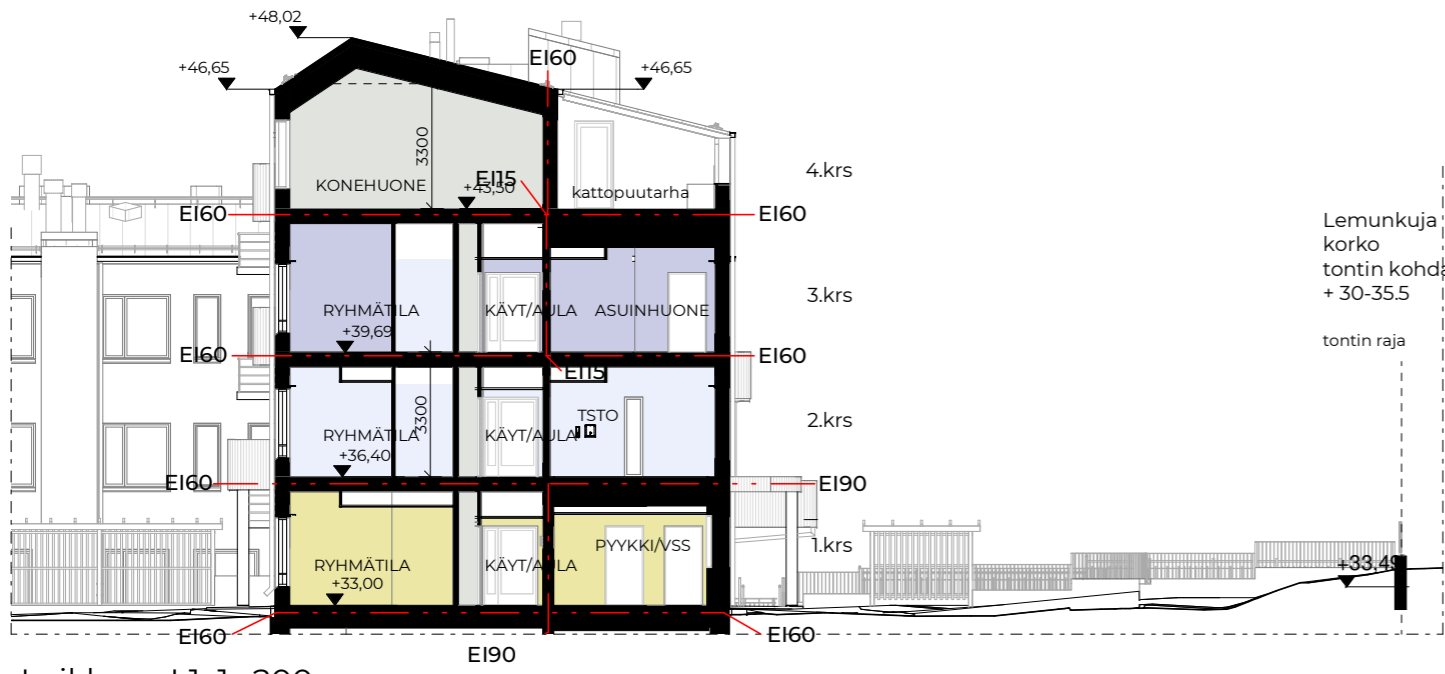 +48,02
+46,65
EI60
+46,65
3300
4.krs
KONEHUONE
EI15
+43,50
kattopuutarha
EI60
EI60
Lemunkuja
korko
tontin kohda
+ 30-35.5
3.krs
RYHMÄTILA
KÄYT/AULA
ASUINHUONE
+39,69
tontin raja
EI60
EI60
EI15
3300
TSTO
2.krs
RYHMÄTILA
KÄYT/AULA
+36,40
EI60
EI90
1.krs
PYYKKI/VSS
RYHMÄTILA
KÄYT/AULA
+33,00
+33,49
EI60
EI60
EI90